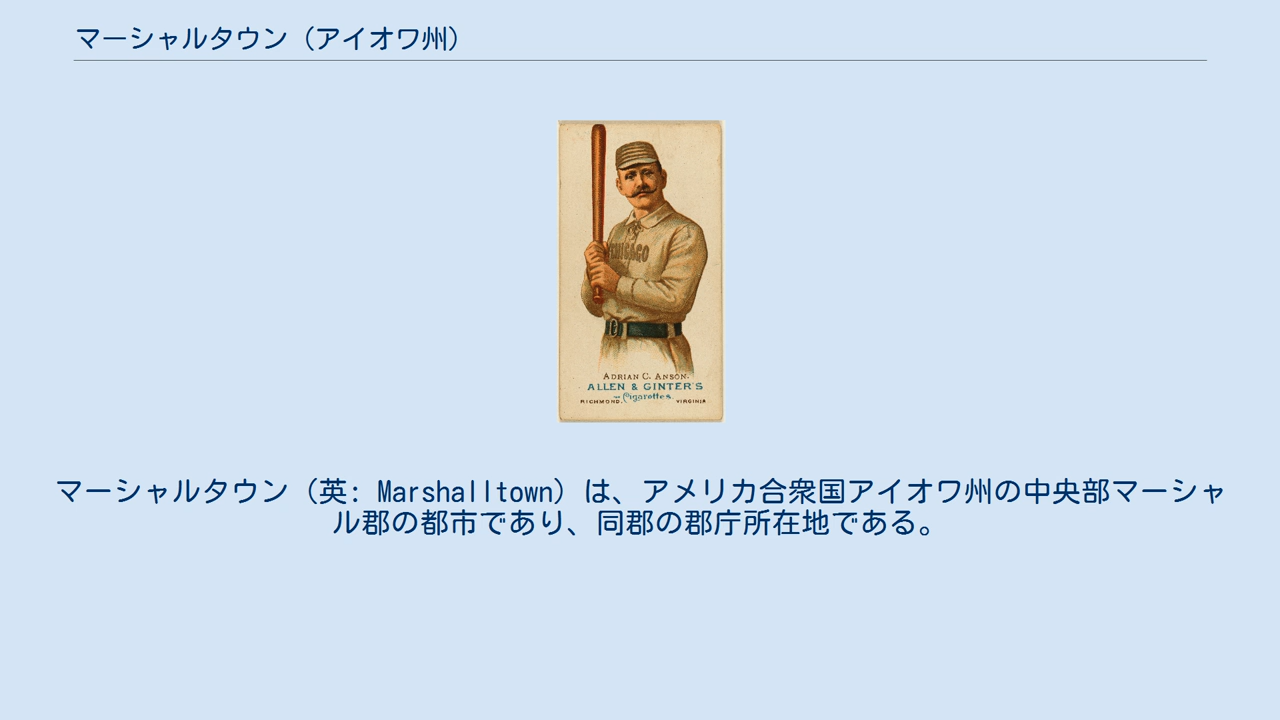 マーシャルタウン（アイオワ州）
CHICAGO
ADRIAN C. ANSON.
ALLEN & GINTER'S
Cigarettes.
RICHMOND. VIRGINIA
マーシャルタウン（英: Marshalltown）は、アメリカ合衆国アイオワ州の中央部マーシャ
ル郡の都市であり、同郡の郡庁所在地である。